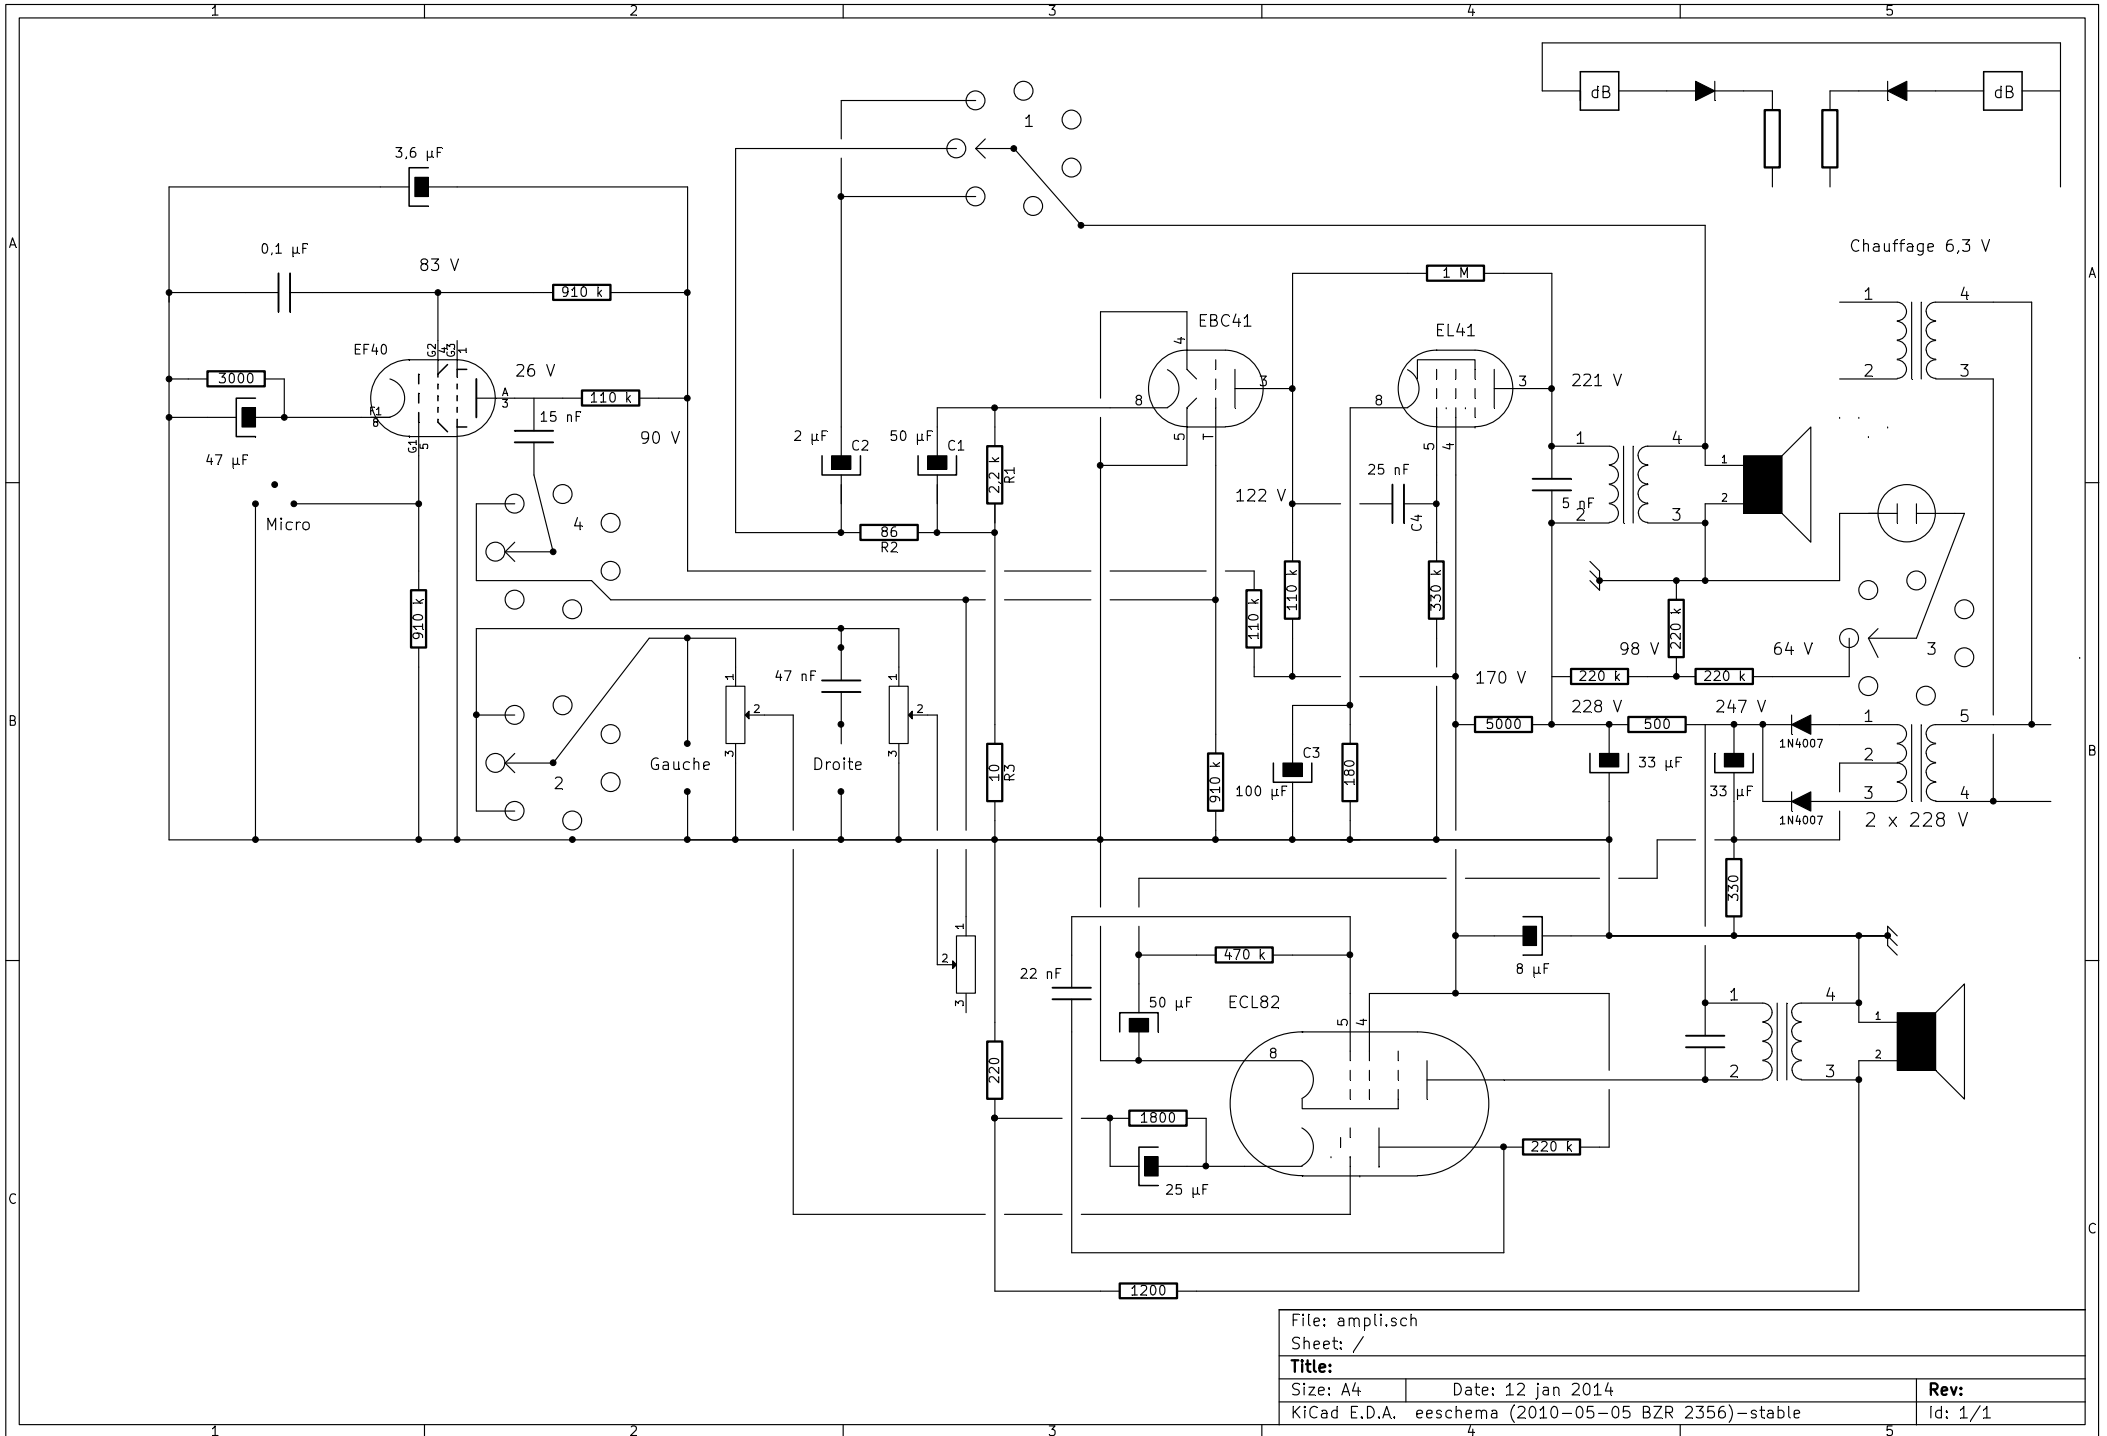 1 2 3 4 5
dB dB
1
3,6 µF
A
0,1 µF
83 V
Chauffage 6,3 V
A
910 k
1 M
1 4
EBC41
EL41
EF40
G2 4 G3 1
4
3000
26 V
A 3
110 k
15 nF
F1 8
G1 5
2 3
8 3
8 3
221 V
90 V
47 µF
2 µF C2
50 µF C1
2,2 k R1
5 T
5 4
25 nF
C4
1 4
1
2
5 nF
2 3
122 V
Micro
4
86
R2
910 k
110 k
110 k
330 k
220 k
98 V
64 V
3
47 nF
1 2 3
1 2 3
170 V
220 k
220 k
B
228 V
247 V
5000
500
1 5
1N4007
2
B
Gauche
Droite
2
10 R3
910 k
C3
100 µF
180
33 µF
33 µF
3 4
1N4007
2 x 228 V
330
1 2 3
470 k
8 µF
22 nF
50 µF
ECL82
5 4
1 4
1
2
2 3
8
220
1800
220 k
25 µF
C
C
1200
File: ampli.sch
Sheet: /
Title:
Size: A4 Date: 12 jan 2014 Rev:
KiCad E.D.A. eeschema (2010-05-05 BZR 2356)-stable Id: 1/1
1 2 3 4 5